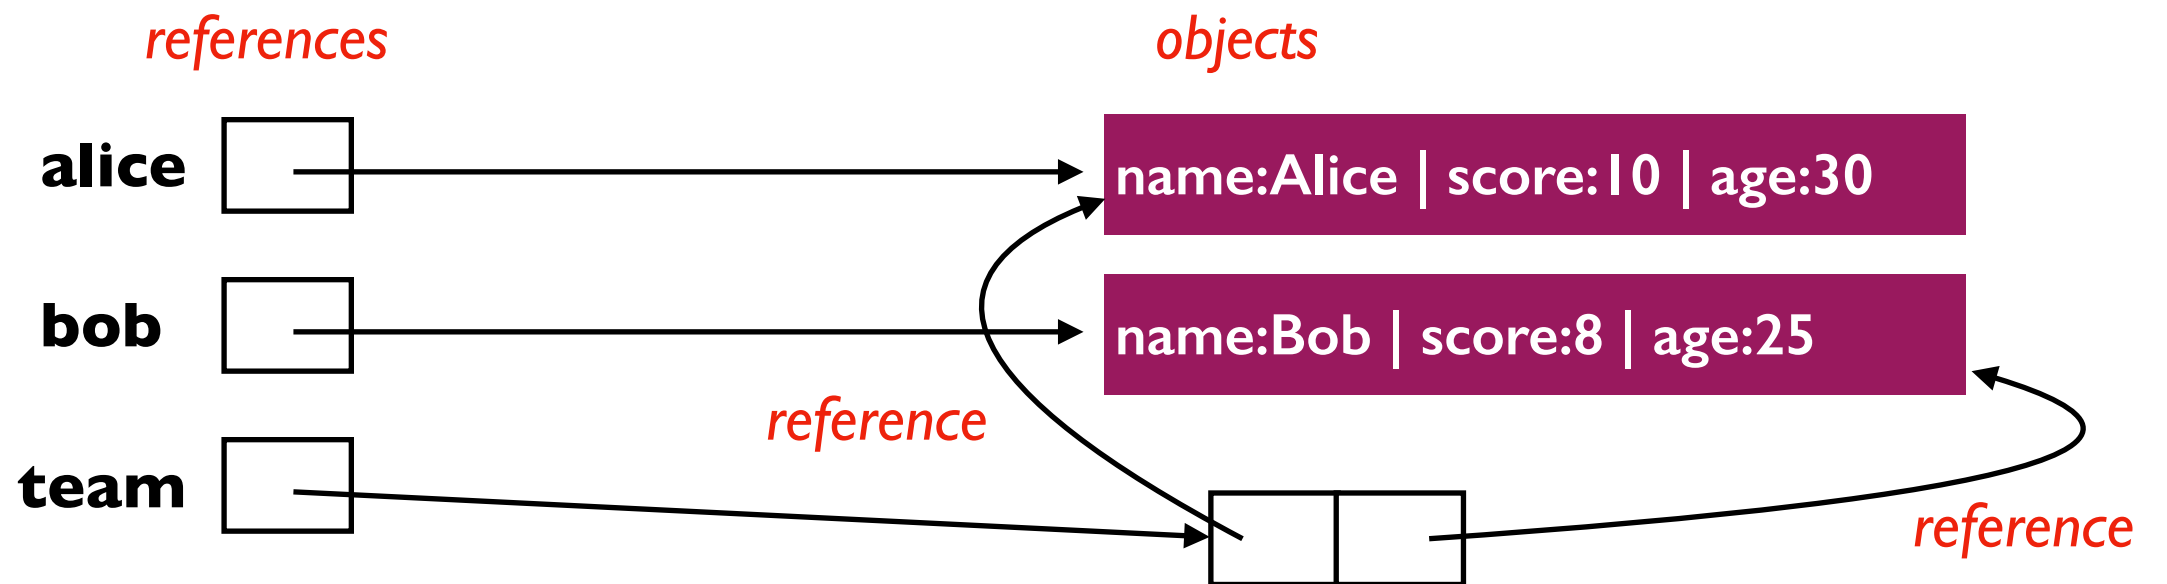 references
objects
alice
name:Alice | score:10 | age:30
bob
name:Bob | score:8 | age:25
reference
team
reference